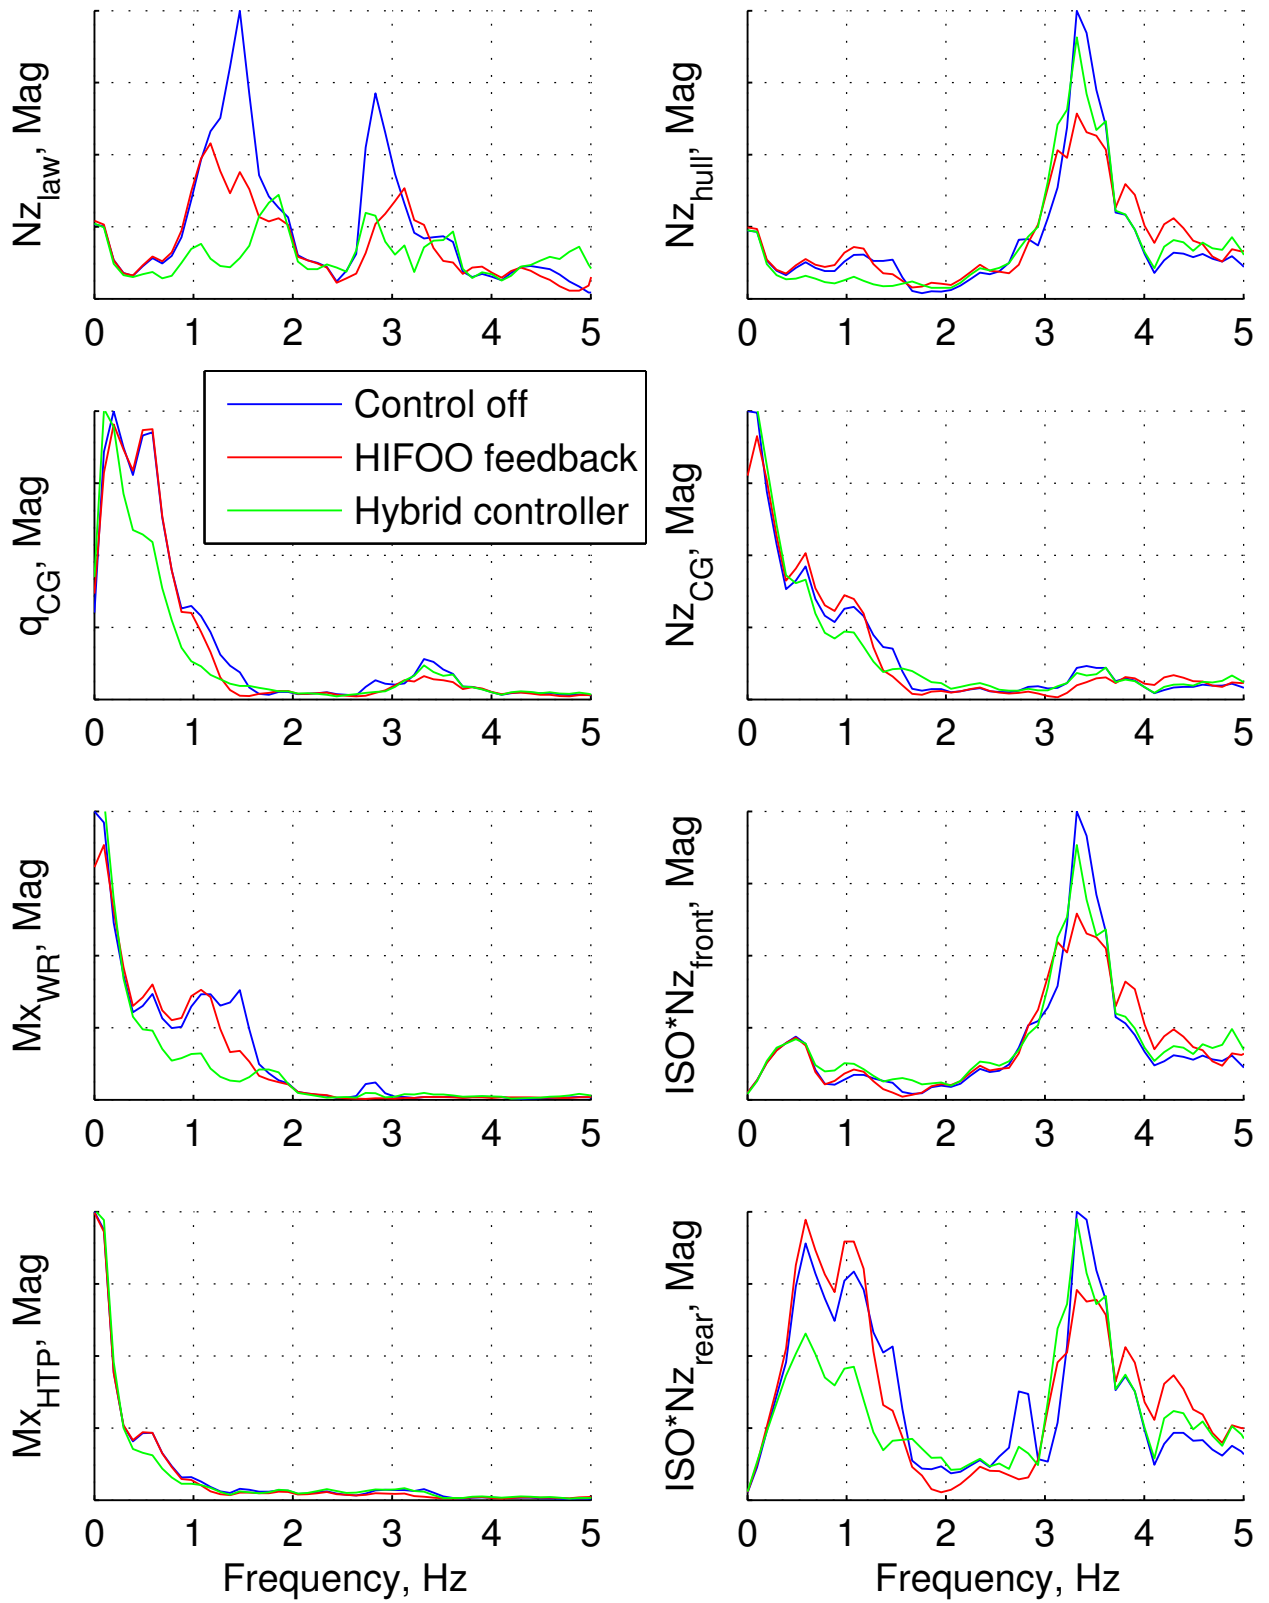 Nz_law, Mag
0 1 2 3 4 5
Nz_hull, Mag
0 1 2 3 4 5
Control off
HIFOO feedback
Hybrid controller
q_CG, Mag
0 1 2 3 4 5
Nz_CG, Mag
0 1 2 3 4 5
Mx_WR, Mag
0 1 2 3 4 5
ISO*Nz_front, Mag
0 1 2 3 4 5
Mx_HTP, Mag
0 1 2 3 4 5
Frequency, Hz
ISO*Nz_rear, Mag
0 1 2 3 4 5
Frequency, Hz